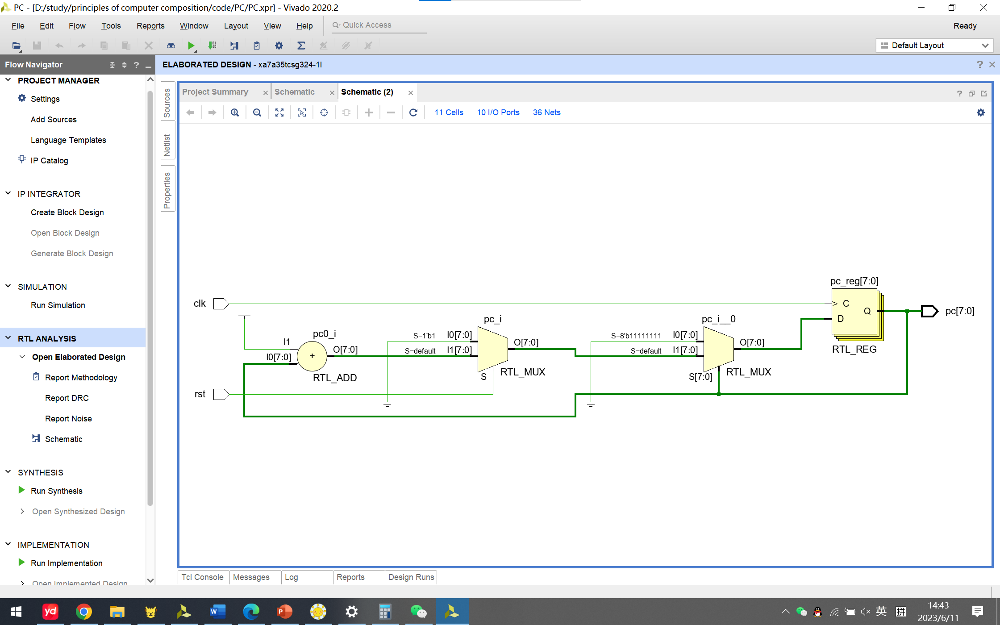 PC - [D:/study/principles of computer composition/code/PC/PC.xpr] - Vivado 2020.2
File Edit Flow Tools Reports Window Layout View Help Quick Access Ready
Default Layout
Flow Navigator ? ELABORATED DESIGN - xa7a35tcsg324-1l ?
PROJECT MANAGER
Settings
Add Sources
Language Templates
IP Catalog
IP INTEGRATOR
Create Block Design
Open Block Design
Generate Block Design
SIMULATION
Run Simulation
RTL ANALYSIS
Open Elaborated Design
Report Methodology
Report DRC
Report Noise
Schematic
SYNTHESIS
Run Synthesis
Open Synthesized Design
IMPLEMENTATION
Run Implementation
Open Implemented Design
Sources
Netlist
Properties
Project Summary Schematic Schematic (2) ?
11 Cells 10 I/O Ports 36 Nets
pc_reg[7:0]
clk C
Q pc[7:0]
D
RTL_REG
pc_i pc_i__0
pc0_i S=1'b1 I0[7:0] S=8'b11111111 I0[7:0]
I1 O[7:0] O[7:0] O[7:0]
I0[7:0] + S=default I1[7:0] S=default I1[7:0]
RTL_ADD S RTL_MUX S[7:0] RTL_MUX
rst
Tcl Console Messages Log Reports Design Runs
yd W P 英 拼 14:43
2023/6/11